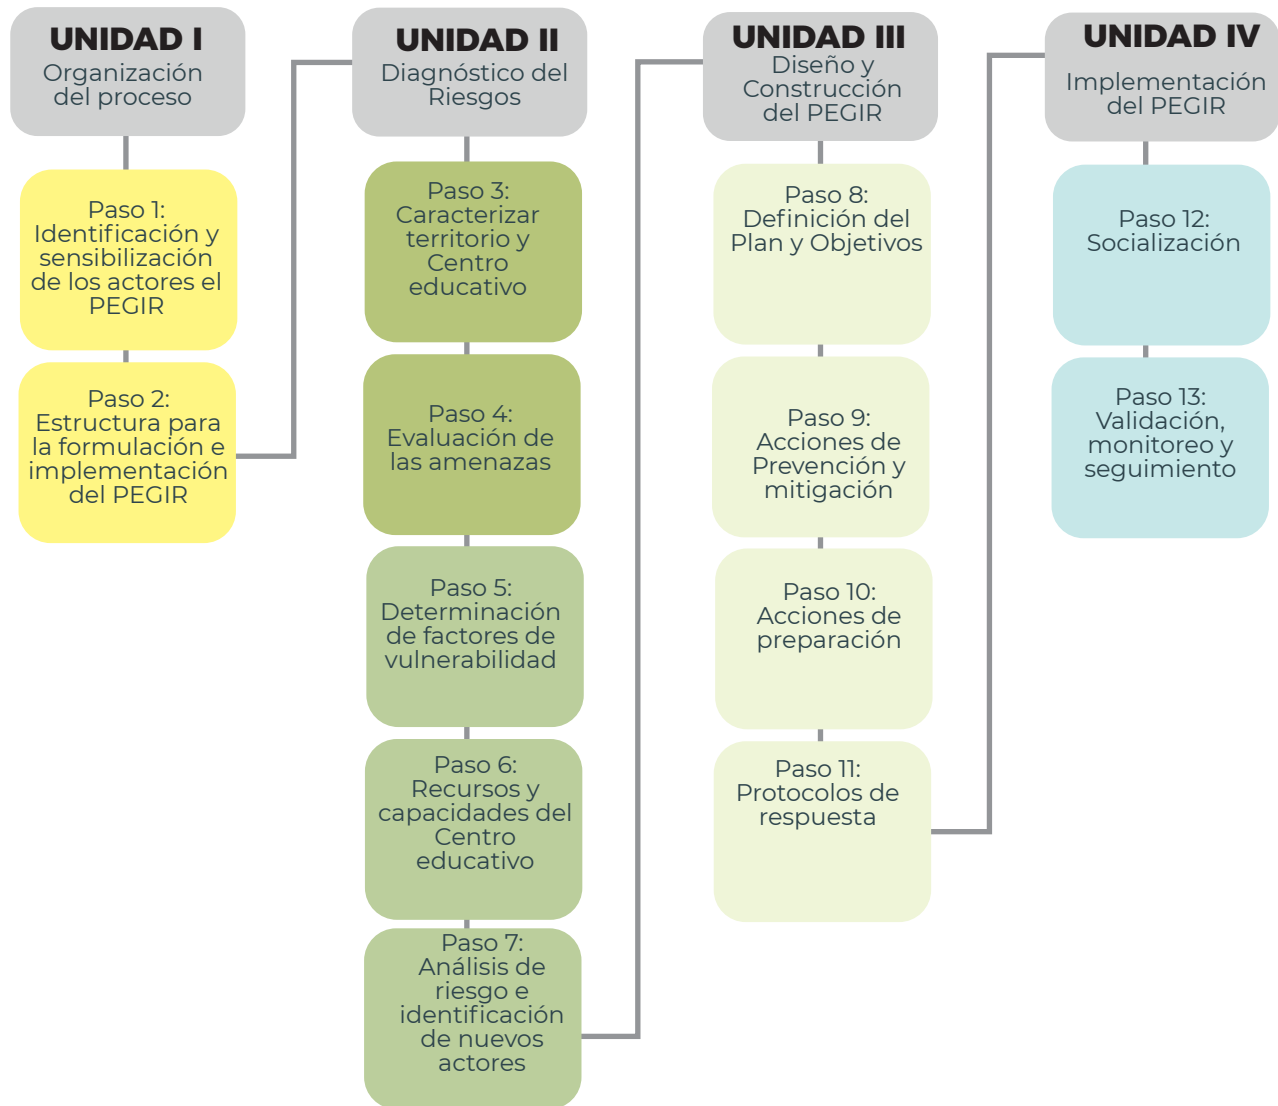 UNIDAD I
Organización
del proceso
Paso 1:
Identificación y
sensibilización
de los actores el
PEGIR
Paso 2:
Estructura para
la formulación e
implementación
del PEGIR
UNIDAD II
Diagnóstico del
Riesgos
Paso 3:
Caracterizar
territorio y
Centro
educativo
Paso 4:
Evaluación de
las amenazas
Paso 5:
Determinación
de factores de
vulnerabilidad
Paso 6:
Recursos y
capacidades del
Centro
educativo
Paso 7:
Análisis de
riesgo e
identificación
de nuevos
actores
UNIDAD III
Diseño y
Construcción
del PEGIR
Paso 8:
Definición del
Plan y Objetivos
Paso 9:
Acciones de
Prevención y
mitigación
Paso 10:
Acciones de
preparación
Paso 11:
Protocolos de
respuesta
UNIDAD IV
Implementación
del PEGIR
Paso 12:
Socialización
Paso 13:
Validación,
monitoreo y
seguimiento